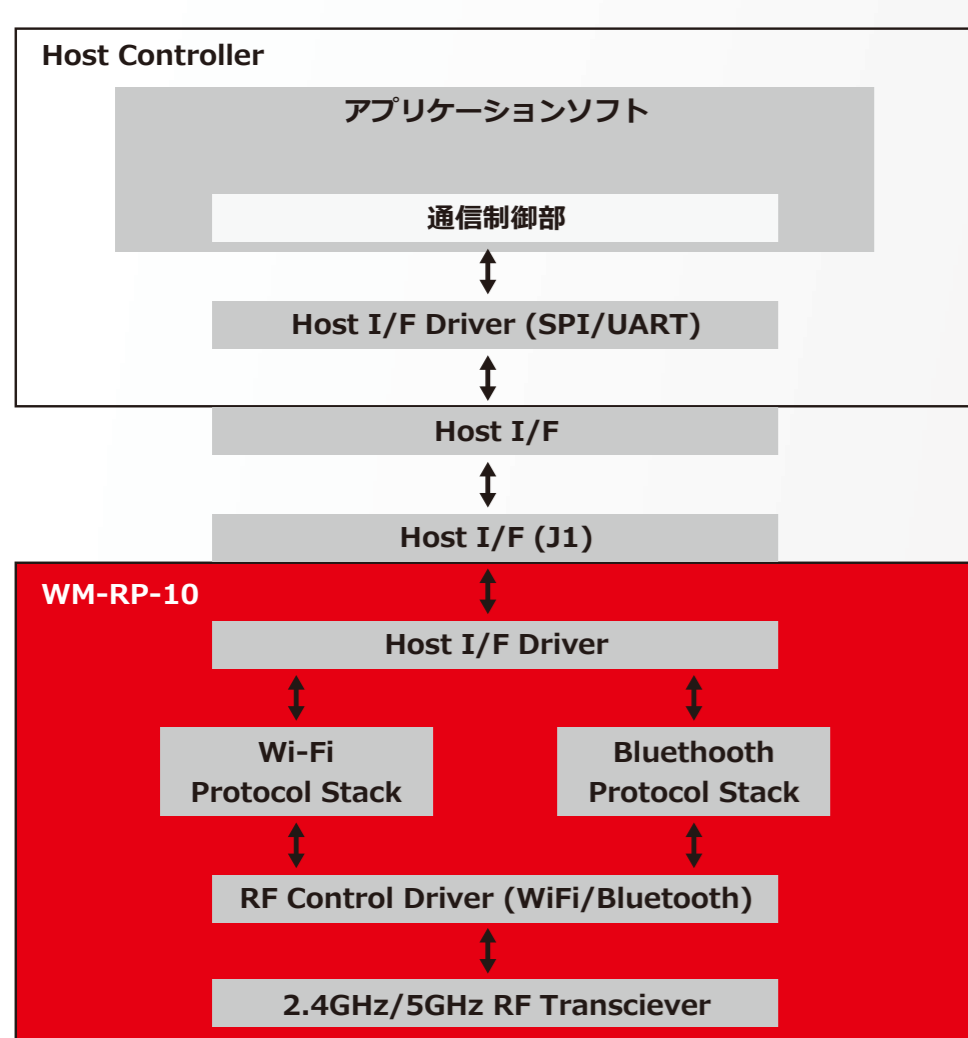 Host Controller
アプリケーションソフト
通信制御部
Host I/F Driver (SPI/UART)
Host I/F
Host I/F (J1)
WM-RP-10
Host I/F Driver
Wi-Fi
Protocol Stack
Bluethooth
Protocol Stack
RF Control Driver (WiFi/Bluetooth)
2.4GHz/5GHz RF Transciever